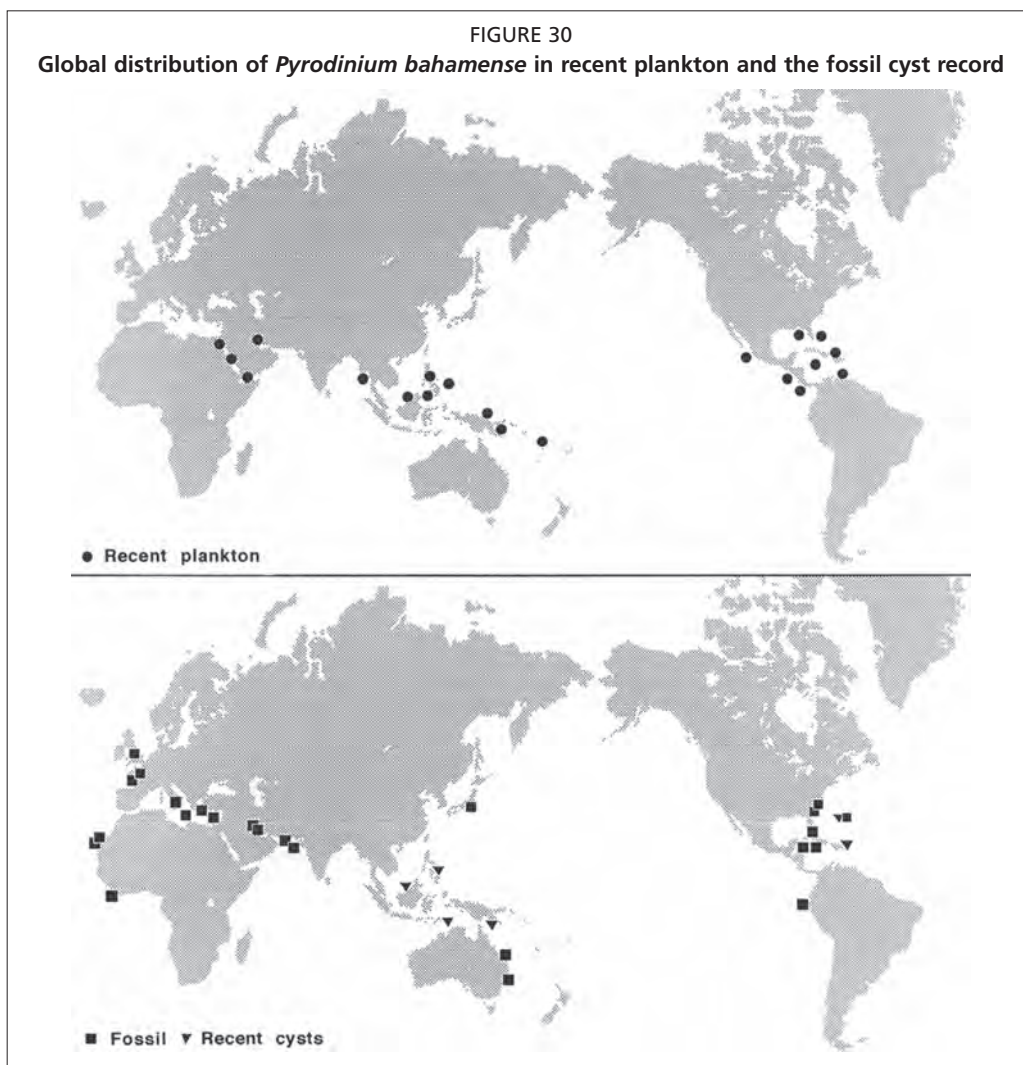 FIGURE 30
Global distribution of Pyrodinium bahamense in recent plankton and the fossil cyst record
Recent plankton
Fossil Recent cysts